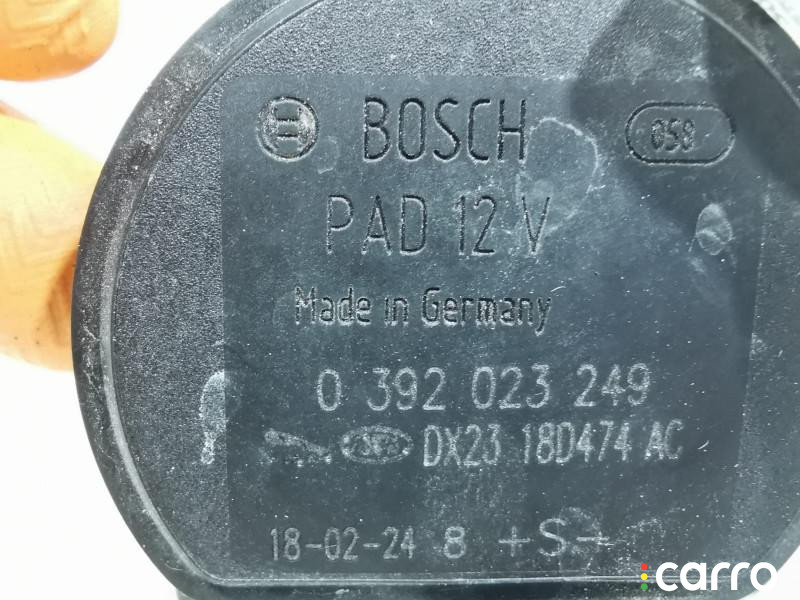 BOSCH 058
PAD 12 V
Made in Germany
0 392 023 249
DX23 18D474 AC
18-02-24 8 +S+
carro